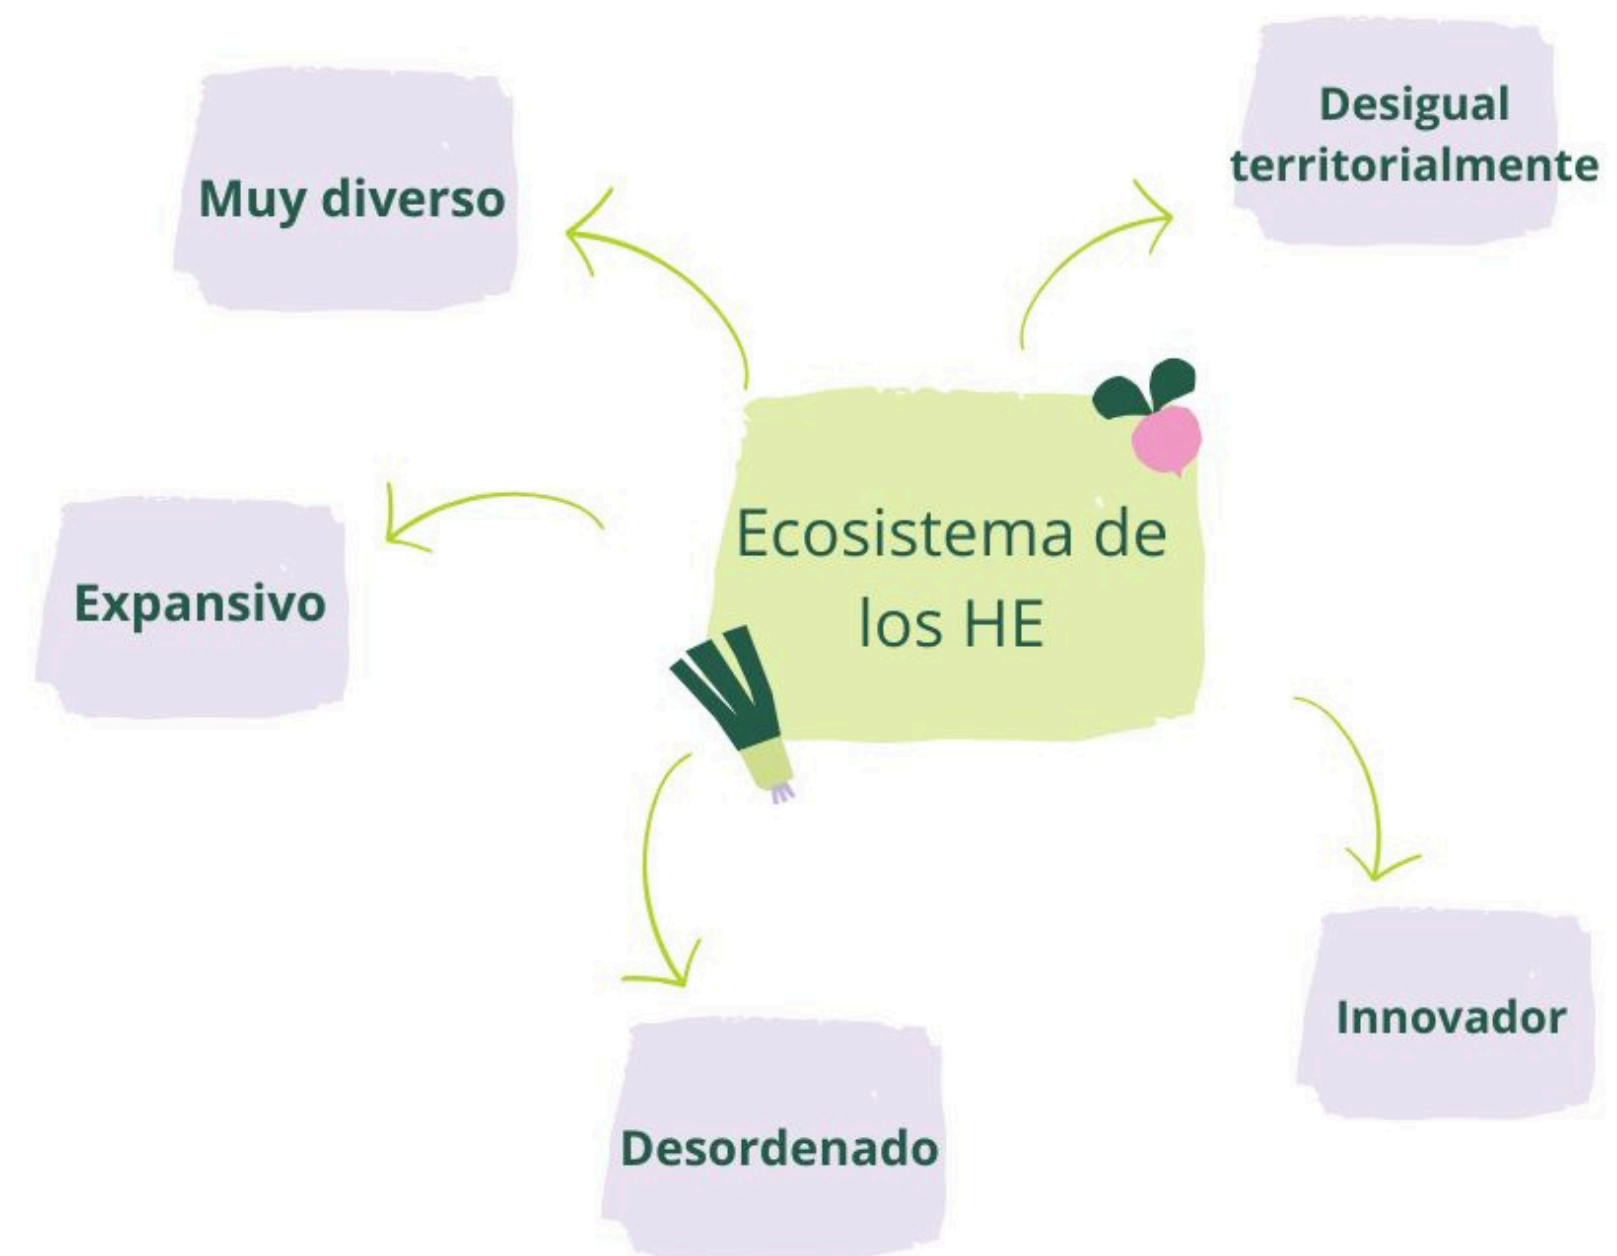 Desigual
territorialmente
Muy diverso
Ecosistema de
los HE
Expansivo
Innovador
Desordenado